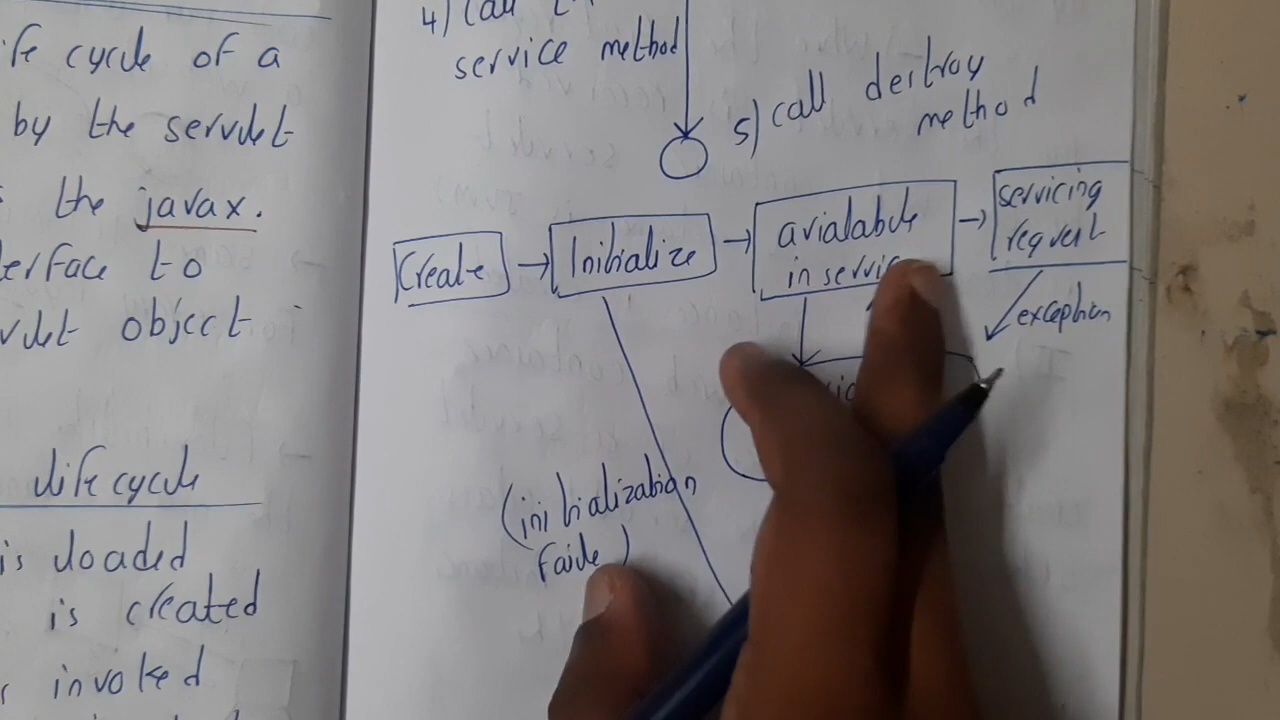 fe cycle of a
by the servlet
the javax.
erface to
vlet object
life cycle
is loaded
is created
invoked
4) Call
service method
5) call destroy
method
Create
Initialize
avialable
in service
servicing
request
exception
(initialization
Faile)